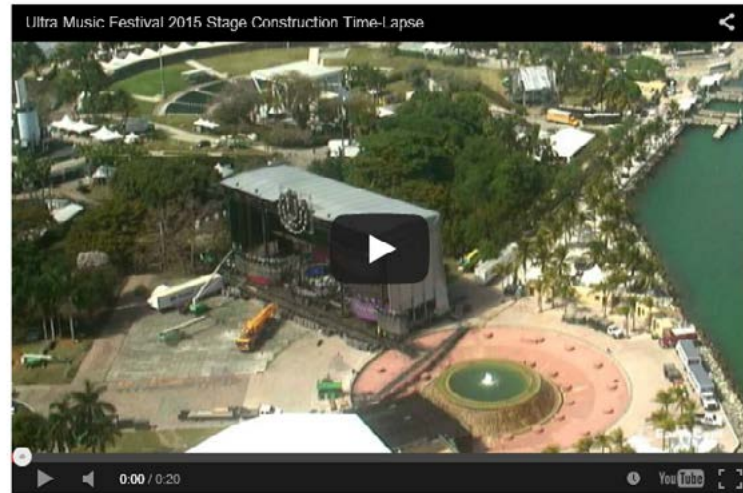 Ultra Music Festival 2015 Stage Construction Time-Lapse
0:00 / 0:20
YouTube